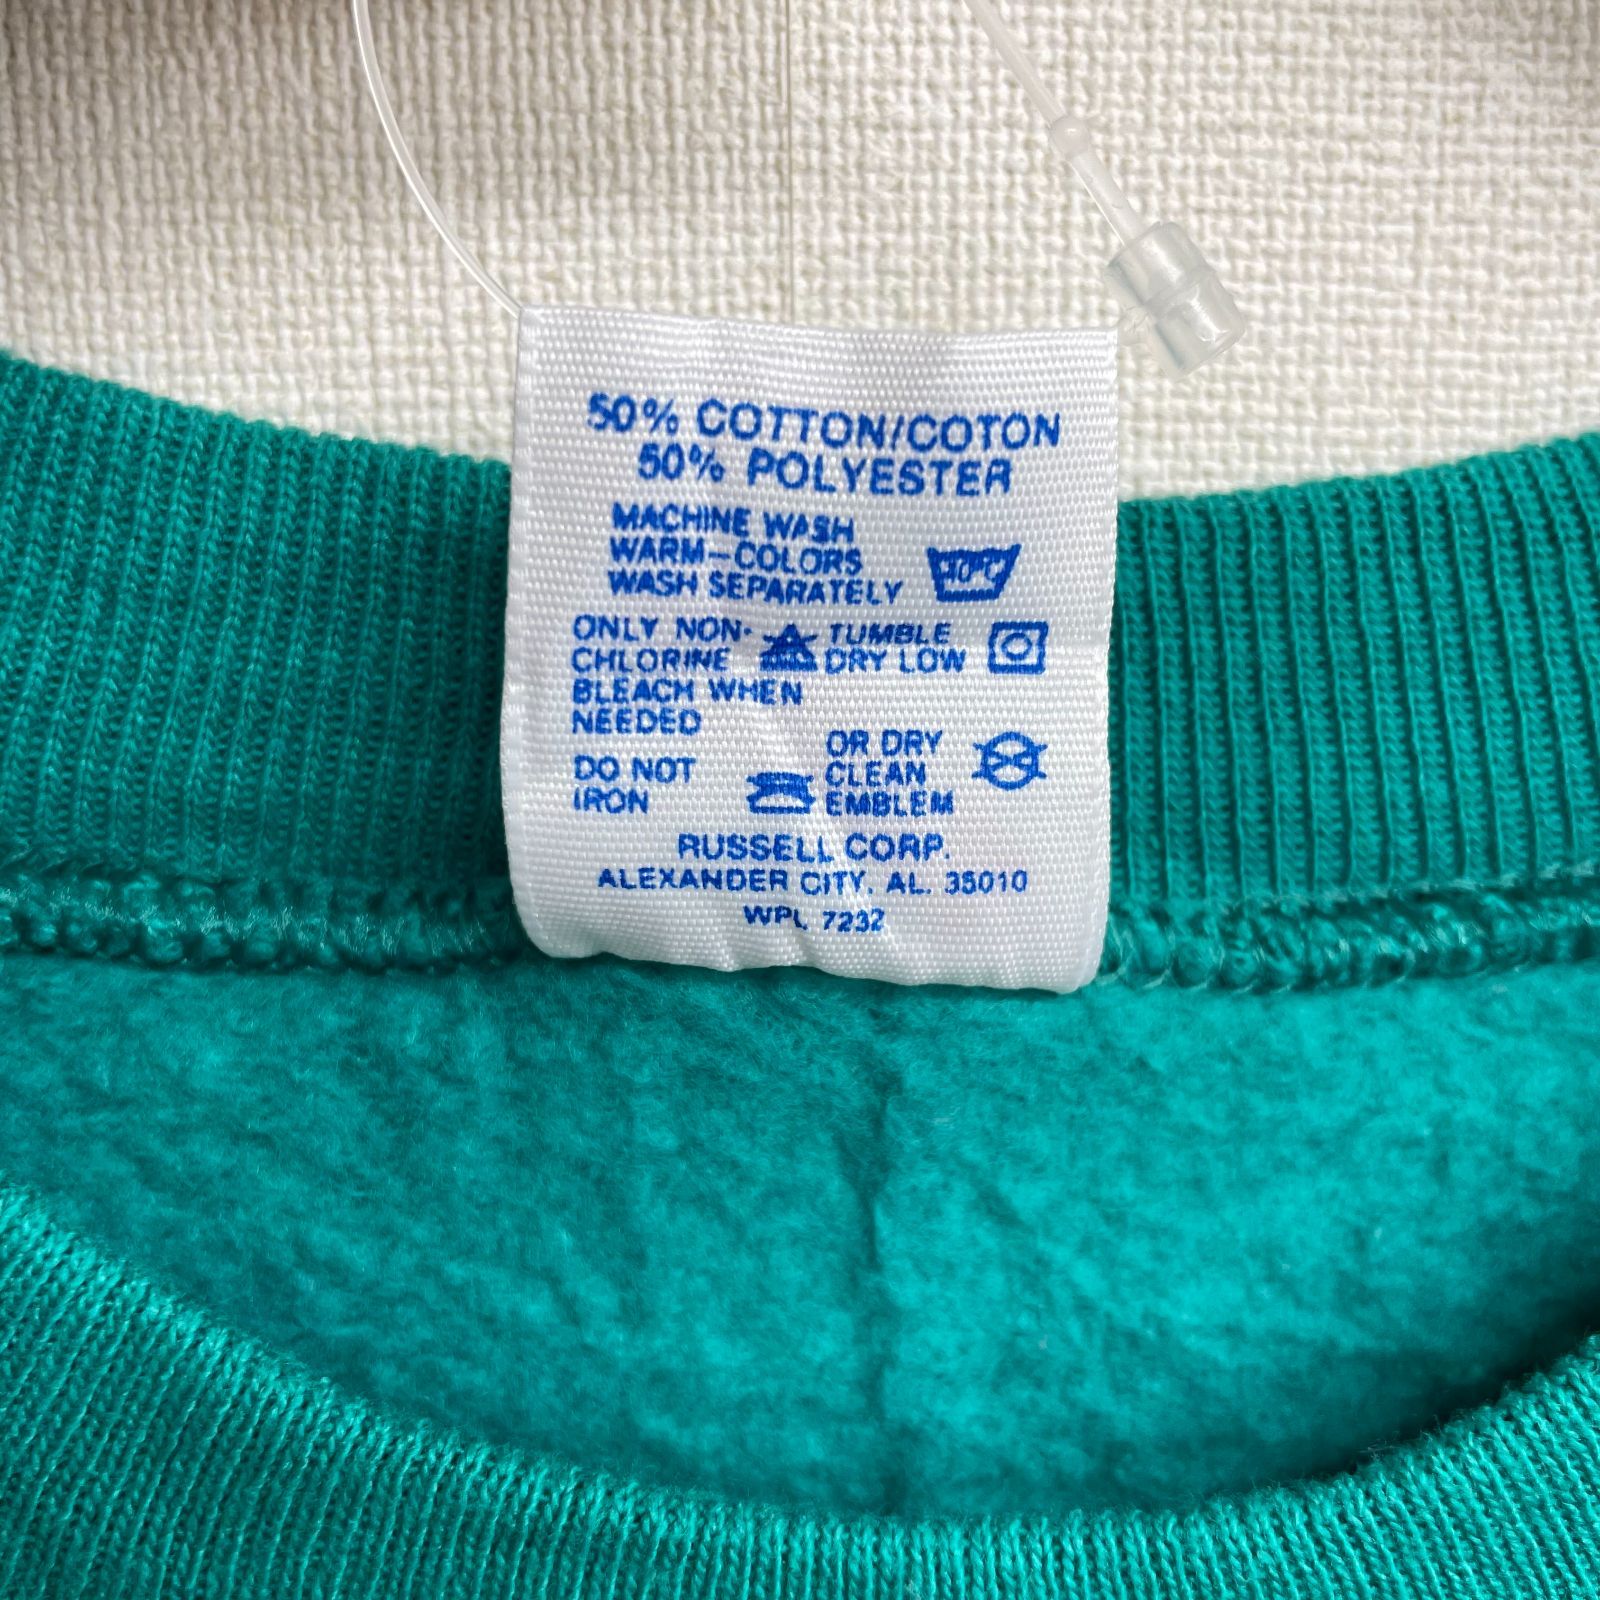 50% COTTON/COTON
50% POLYESTER
MACHINE WASH
WARM-COLORS
WASH SEPARATELY
40°C
ONLY NON-
CHLORINE
BLEACH WHEN
NEEDED
TUMBLE
DRY LOW
DO NOT
IRON
OR DRY
CLEAN
EMBLEM
RUSSELL CORP.
ALEXANDER CITY, AL. 35010
WPL 7232